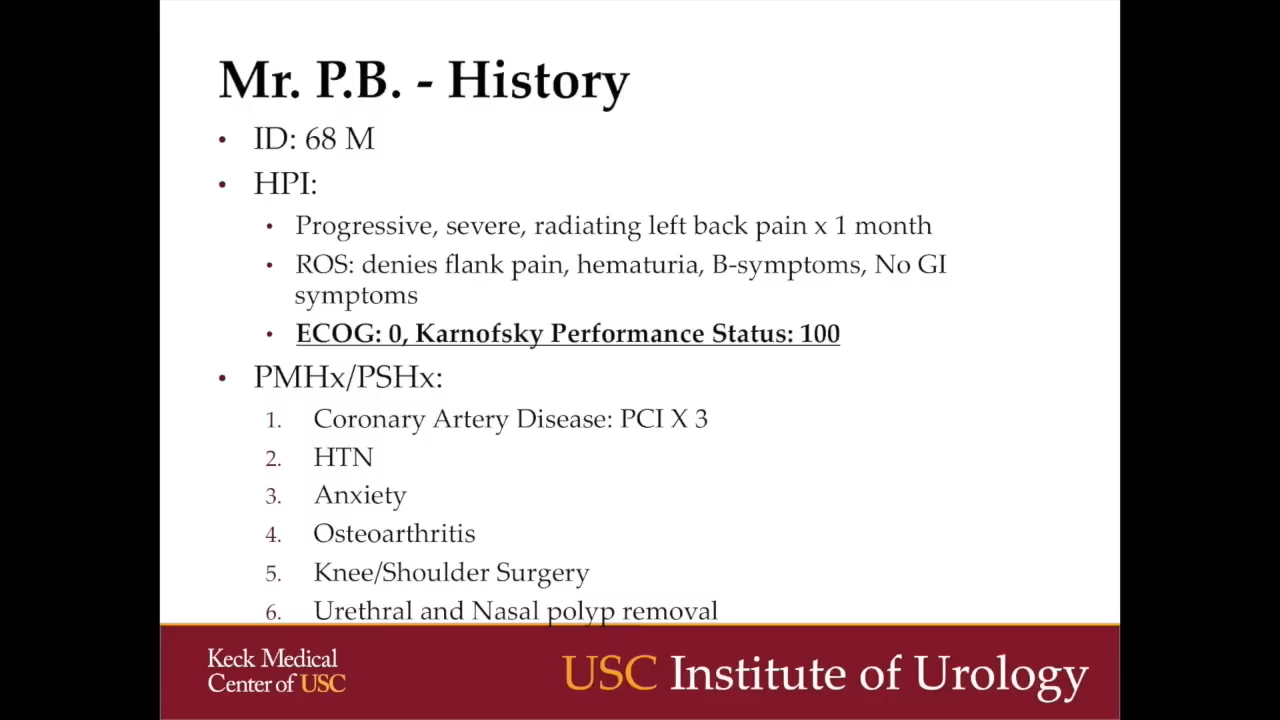 Mr. P.B. - History
• ID: 68 M
• HPI:
• Progressive, severe, radiating left back pain x 1 month
• ROS: denies flank pain, hematuria, B-symptoms, No GI
symptoms
• ECOG: 0, Karnofsky Performance Status: 100
• PMHx/PSHx:
1. Coronary Artery Disease: PCI X 3
2. HTN
3. Anxiety
4. Osteoarthritis
5. Knee/Shoulder Surgery
6. Urethral and Nasal polyp removal
Keck Medical
Center of USC
USC Institute of Urology